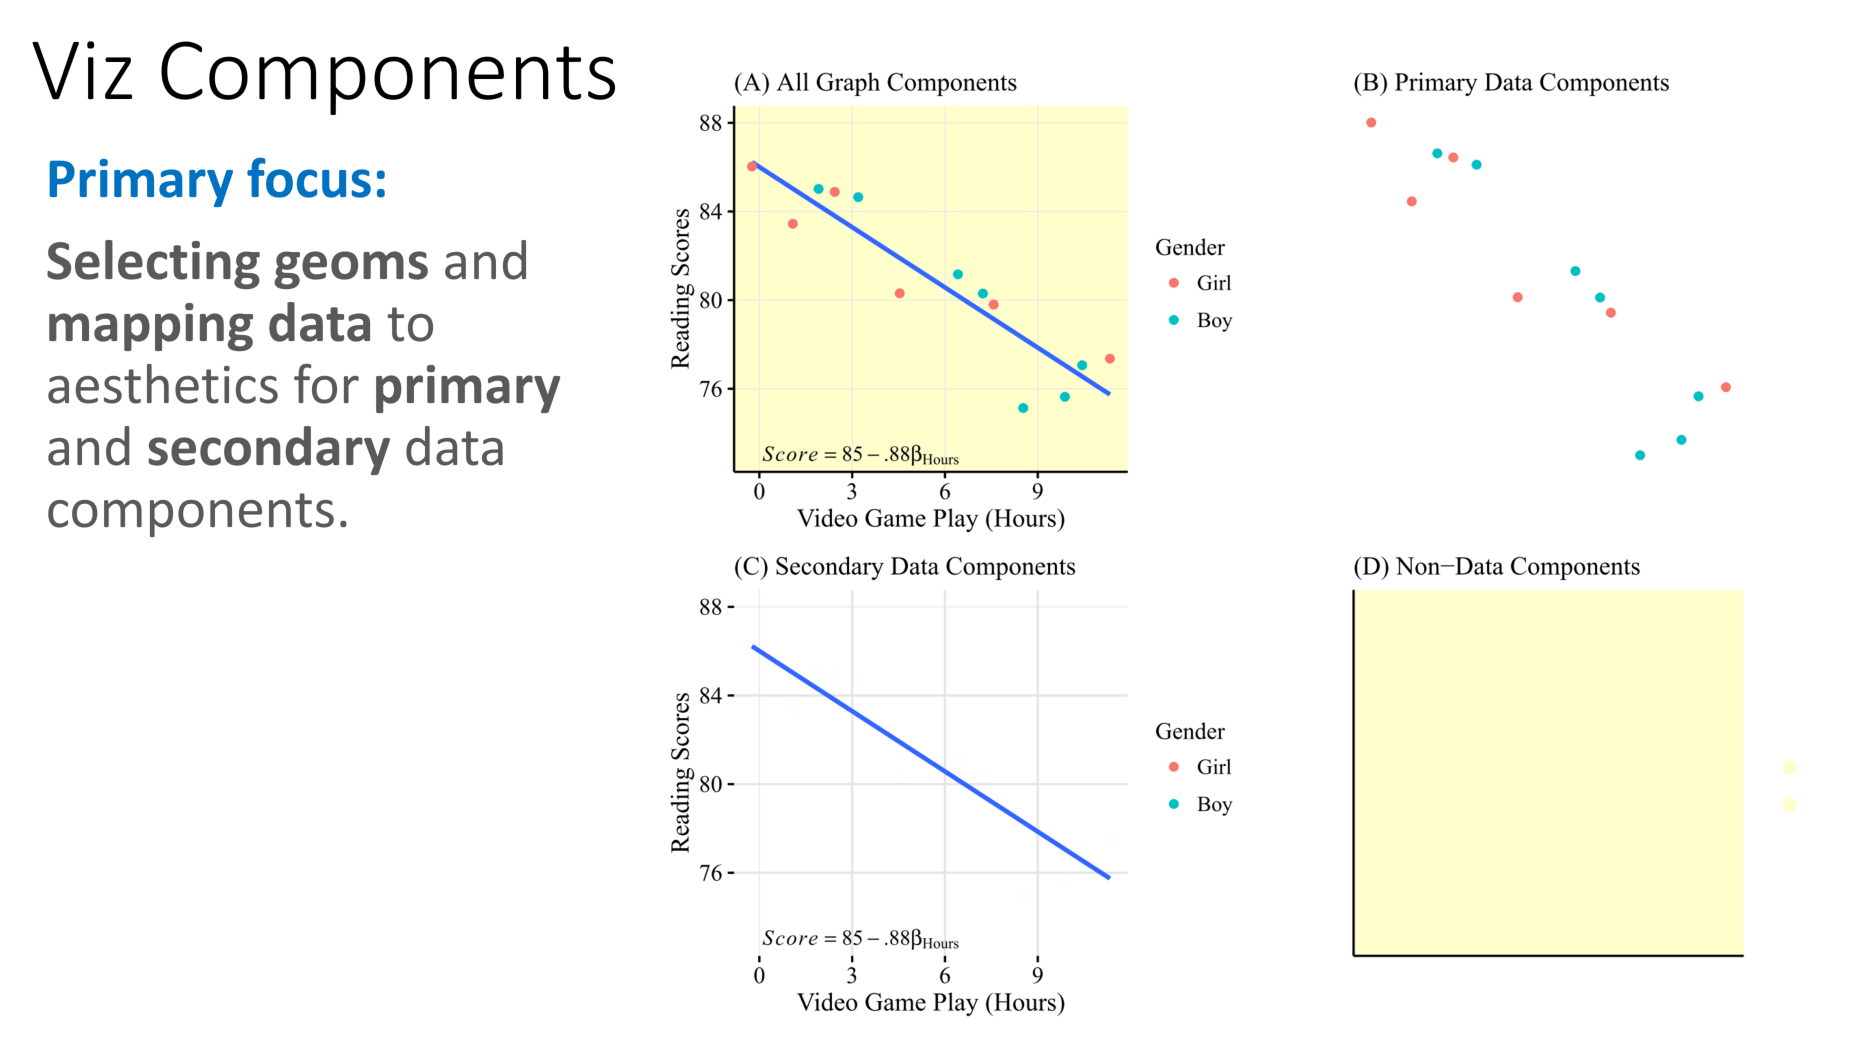 Viz Components
Primary focus:
Selecting geoms and
mapping data to
aesthetics for primary
and secondary data
components.
(A) All Graph Components
88
84
80
76
Reading Scores
Score = 85 – .88βHours
0 3 6 9
Video Game Play (Hours)
Gender
Girl
Boy
(B) Primary Data Components
(C) Secondary Data Components
88
84
80
76
Reading Scores
Score = 85 – .88βHours
0 3 6 9
Video Game Play (Hours)
Gender
Girl
Boy
(D) Non−Data Components